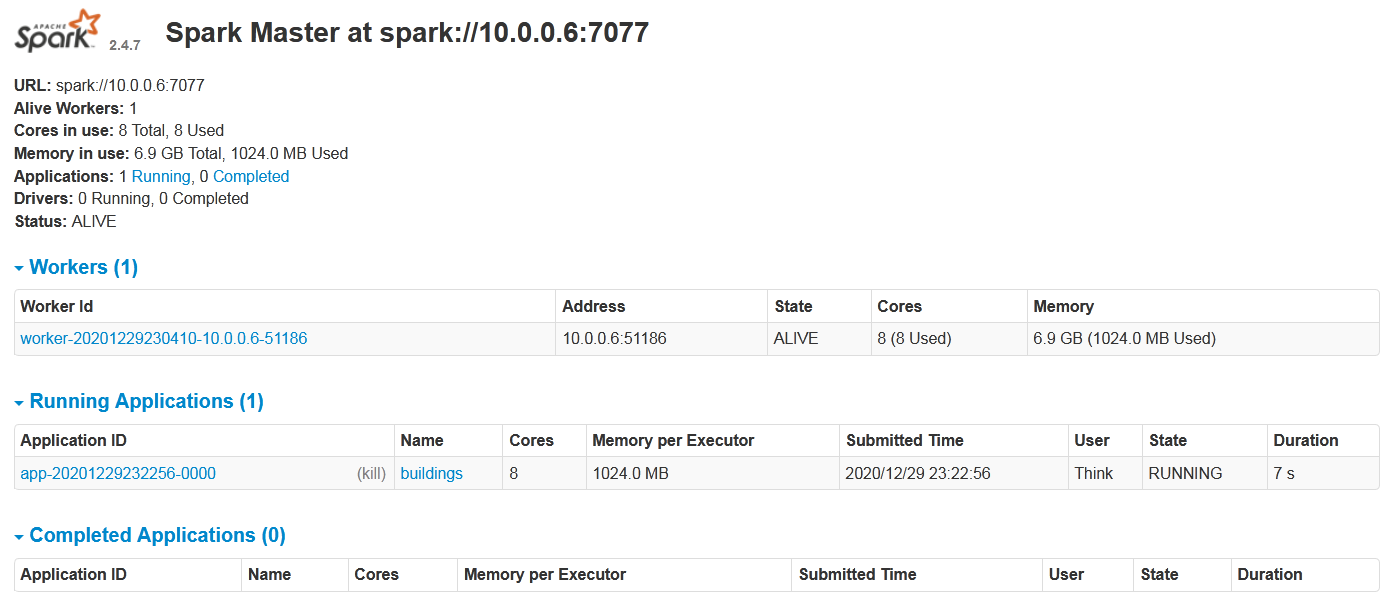 APACHE Spark 2.4.7 Spark Master at spark://10.0.0.6:7077
URL: spark://10.0.0.6:7077
Alive Workers: 1
Cores in use: 8 Total, 8 Used
Memory in use: 6.9 GB Total, 1024.0 MB Used
Applications: 1 Running, 0 Completed
Drivers: 0 Running, 0 Completed
Status: ALIVE
Workers (1)
Worker Id Address State Cores Memory
worker-20201229230410-10.0.0.6-51186 10.0.0.6:51186 ALIVE 8 (8 Used) 6.9 GB (1024.0 MB Used)
Running Applications (1)
Application ID Name Cores Memory per Executor Submitted Time User State Duration
app-20201229232256-0000 (kill) buildings 8 1024.0 MB 2020/12/29 23:22:56 Think RUNNING 7 s
Completed Applications (0)
Application ID Name Cores Memory per Executor Submitted Time User State Duration